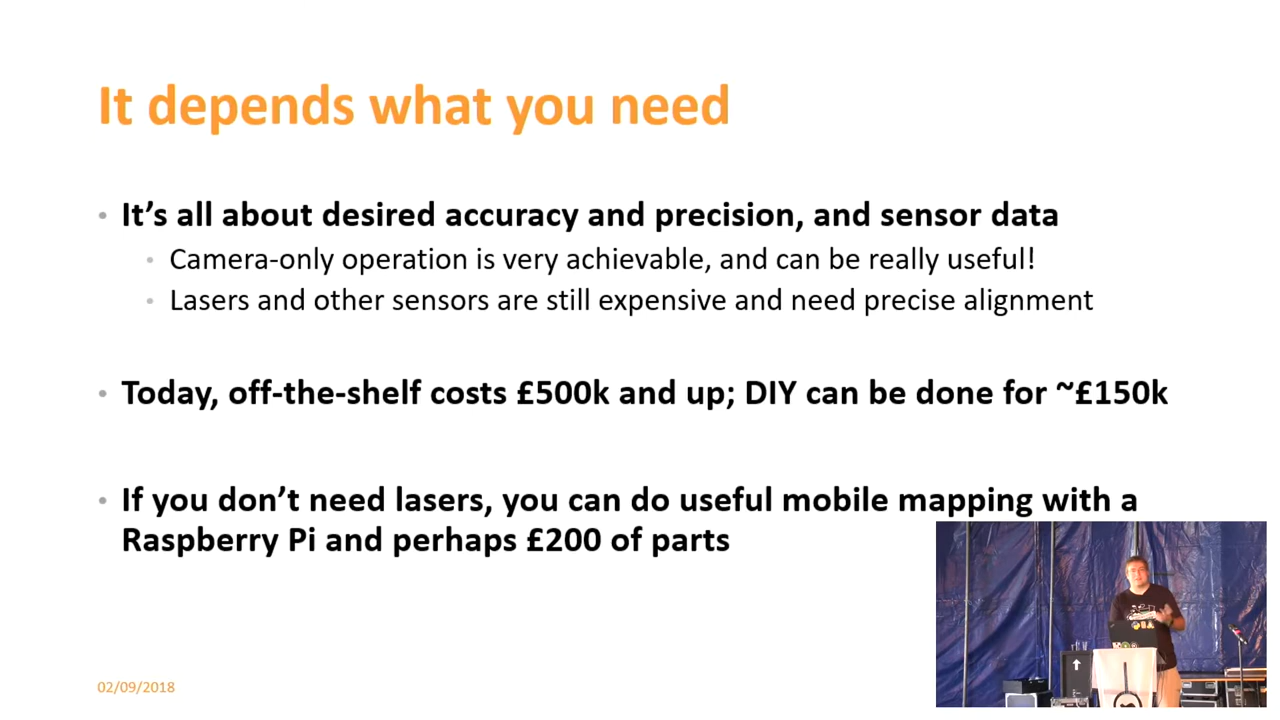 It depends what you need
• It's all about desired accuracy and precision, and sensor data
• Camera-only operation is very achievable, and can be really useful!
• Lasers and other sensors are still expensive and need precise alignment
• Today, off-the-shelf costs £500k and up; DIY can be done for ~£150k
• If you don't need lasers, you can do useful mobile mapping with a
Raspberry Pi and perhaps £200 of parts
02/09/2018